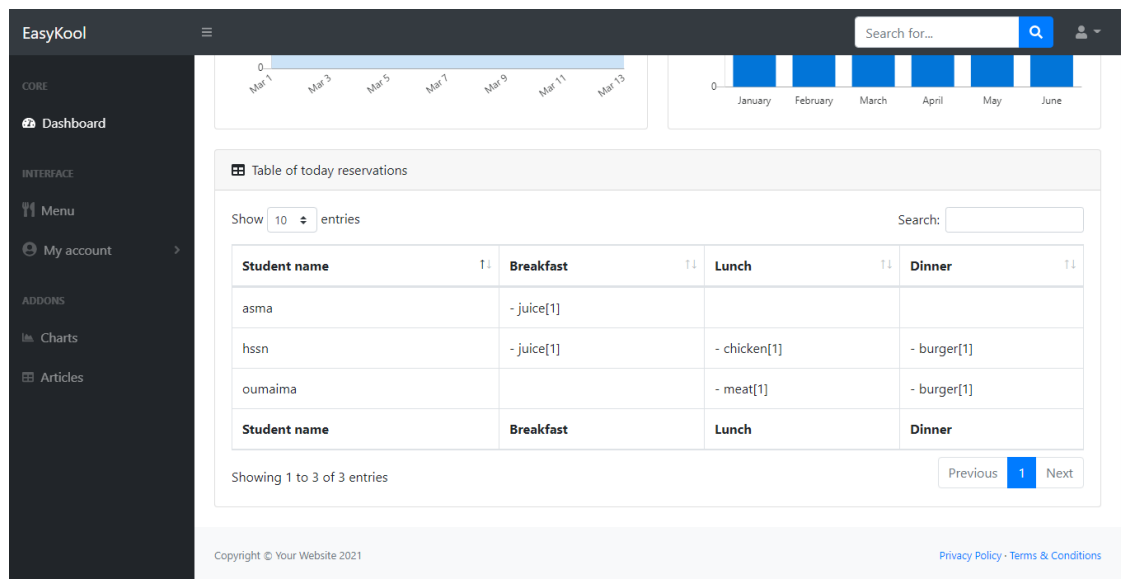 EasyKool
Search for...
CORE
Dashboard
INTERFACE
Menu
My account
ADDONS
Charts
Articles
0
Mar 1 Mar 3 Mar 5 Mar 7 Mar 9 Mar 11 Mar 13
0
January February March April May June
Table of today reservations
Show 10 entries
Search:
Student name Breakfast Lunch Dinner
asma - juice[1]
hssn - juice[1] - chicken[1] - burger[1]
oumaima - meat[1] - burger[1]
Student name Breakfast Lunch Dinner
Showing 1 to 3 of 3 entries
Previous 1 Next
Copyright © Your Website 2021
Privacy Policy · Terms & Conditions